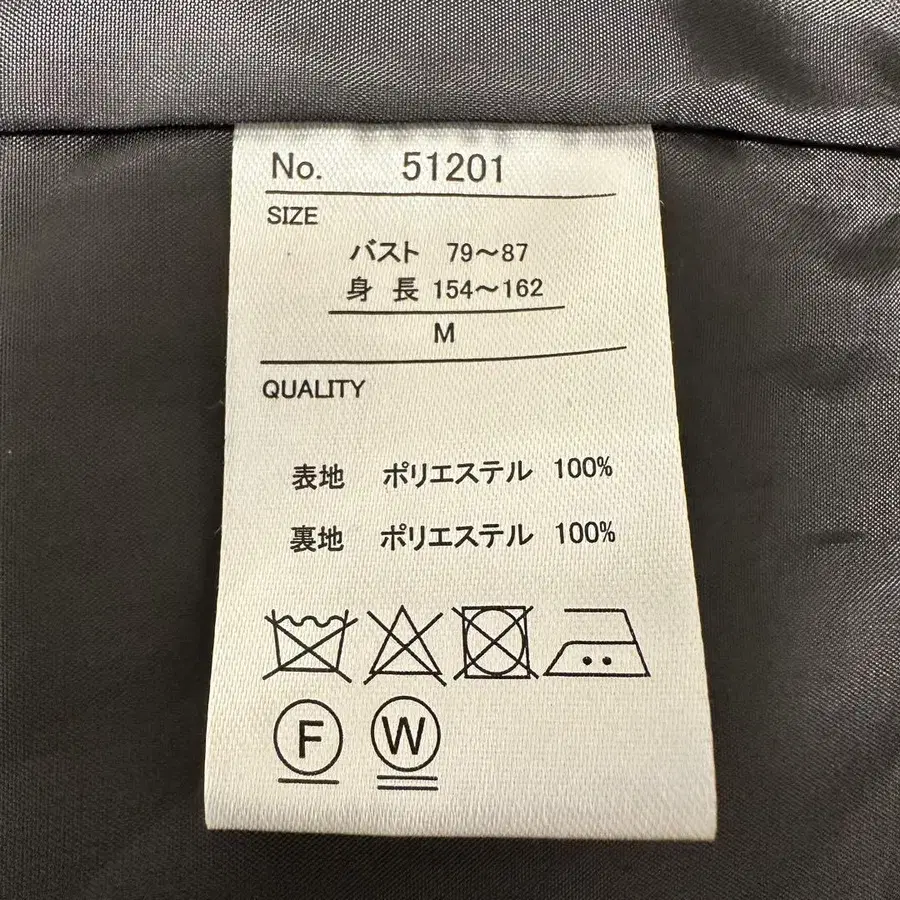 No. 51201
SIZE
バスト 79～87
身 長 154～162
M
QUALITY
表地 ポリエステル 100%
裏地 ポリエステル 100%
F W